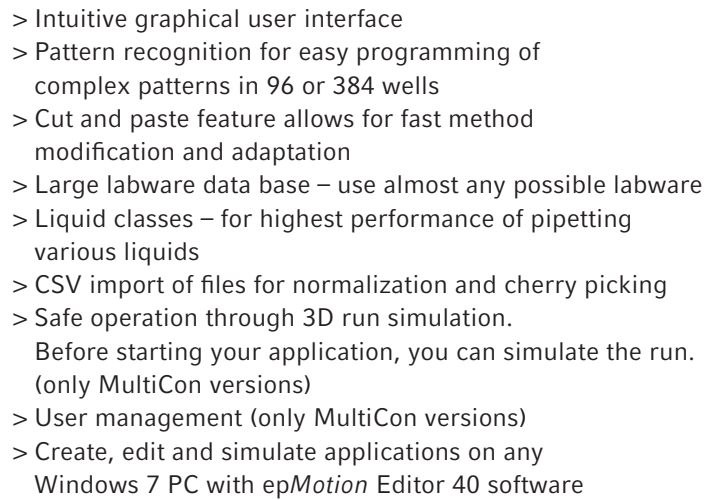 > Intuitive graphical user interface
> Pattern recognition for easy programming of
complex patterns in 96 or 384 wells
> Cut and paste feature allows for fast method
modification and adaptation
> Large labware data base – use almost any possible labware
> Liquid classes – for highest performance of pipetting
various liquids
> CSV import of files for normalization and cherry picking
> Safe operation through 3D run simulation.
Before starting your application, you can simulate the run.
(only MultiCon versions)
> User management (only MultiCon versions)
> Create, edit and simulate applications on any
Windows 7 PC with epMotion Editor 40 software